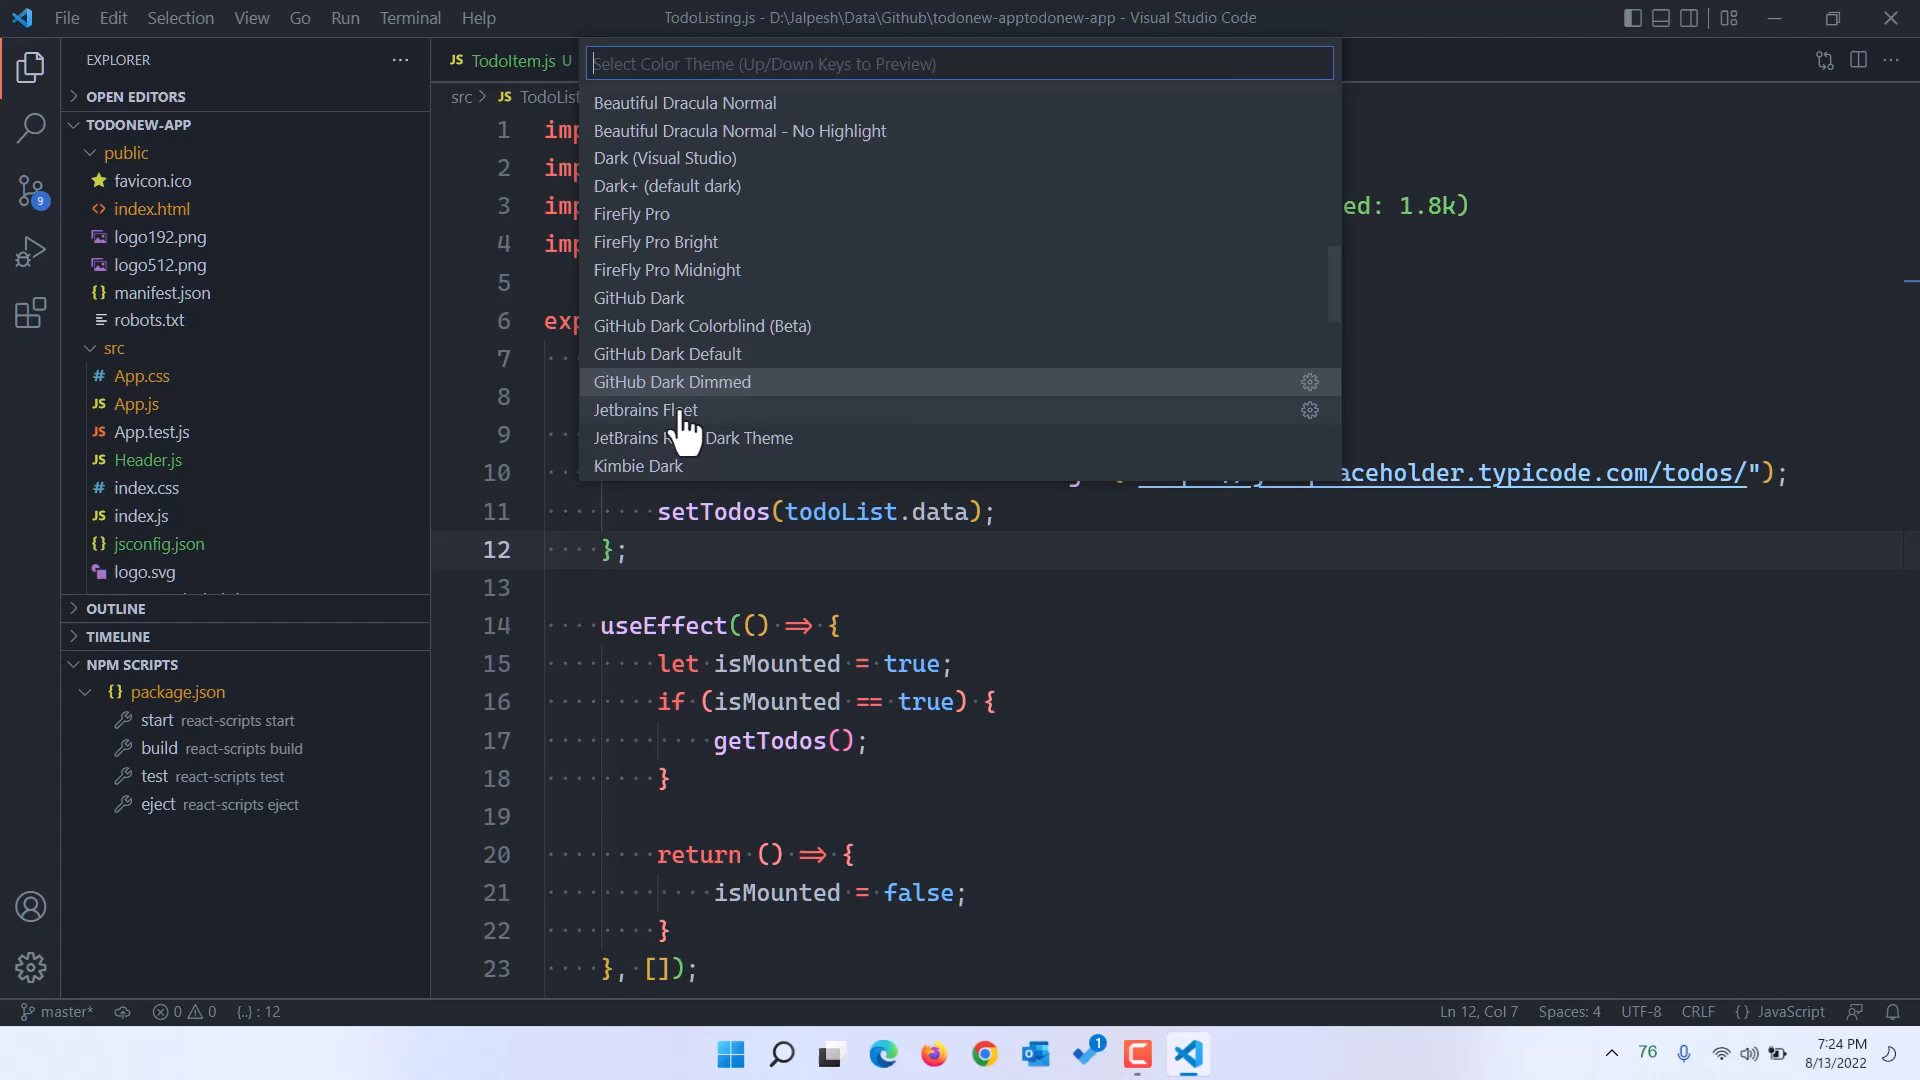 File Edit Selection View Go Run Terminal Help
TodoListing.js - D:\Jalpesh\Data\Github\todonew-apptodonew-app - Visual Studio Code
EXPLORER
OPEN EDITORS
TODONEW-APP
public
favicon.ico
index.html
logo192.png
logo512.png
manifest.json
robots.txt
src
App.css
App.js
App.test.js
Header.js
index.css
index.js
jsconfig.json
logo.svg
OUTLINE
TIMELINE
NPM SCRIPTS
package.json
start react-scripts start
build react-scripts build
test react-scripts test
eject react-scripts eject
9
JS TodoItem.js U
src > JS TodoList
Select Color Theme (Up/Down Keys to Preview)
Beautiful Dracula Normal
Beautiful Dracula Normal - No Highlight
Dark (Visual Studio)
Dark+ (default dark)
FireFly Pro
FireFly Pro Bright
FireFly Pro Midnight
GitHub Dark
GitHub Dark Colorblind (Beta)
GitHub Dark Default
GitHub Dark Dimmed
Jetbrains Fleet
JetBrains Dark Theme
Kimbie Dark
1 imp
2 imp
3 imp ed: 1.8k)
4 imp
5
6 exp
7
8
9
10 aceholder.typicode.com/todos/");
11 setTodos(todoList.data);
12 };
13
14 useEffect(() => {
15 let isMounted = true;
16 if (isMounted == true) {
17 getTodos();
18 }
19
20 return () => {
21 isMounted = false;
22 }
23 }, []);
master* 0 0 {..} : 12
Ln 12, Col 7 Spaces: 4 UTF-8 CRLF {} JavaScript
1
76
7:24 PM
8/13/2022